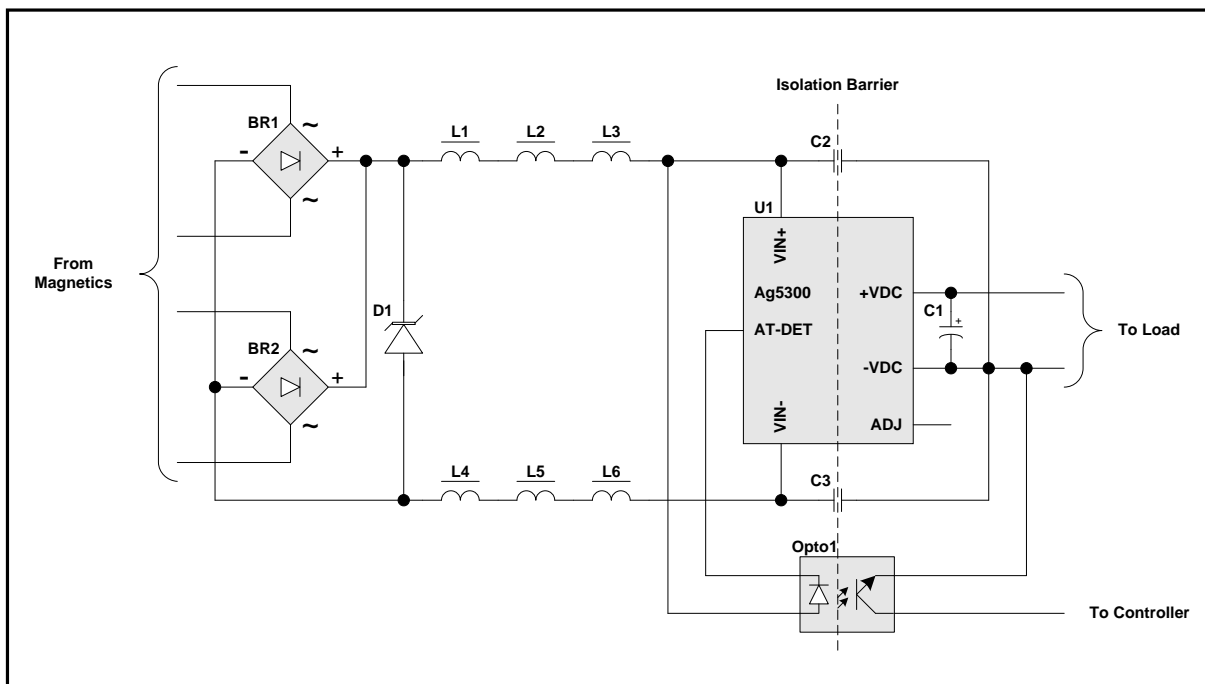 Isolation Barrier
BR1
~
-
+
~
L1
L2
L3
C2
U1
VIN+
From
Magnetics
Ag5300
+VDC
D1
C1
+
AT-DET
To Load
BR2
~
-
+
~
-VDC
VIN-
ADJ
L4
L5
L6
C3
Opto1
To Controller